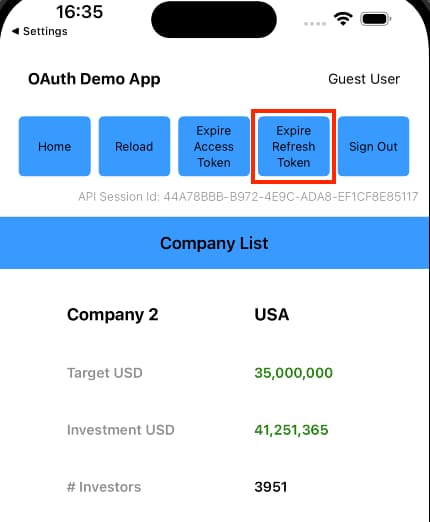 16:35
◀ Settings
OAuth Demo App
Guest User
Home
Reload
Expire
Access
Token
Expire
Refresh
Token
Sign Out
API Session Id: 44A78BBB-B972-4E9C-ADA8-EF1CF8E85117
Company List
Company 2 USA
Target USD 35,000,000
Investment USD 41,251,365
# Investors 3951